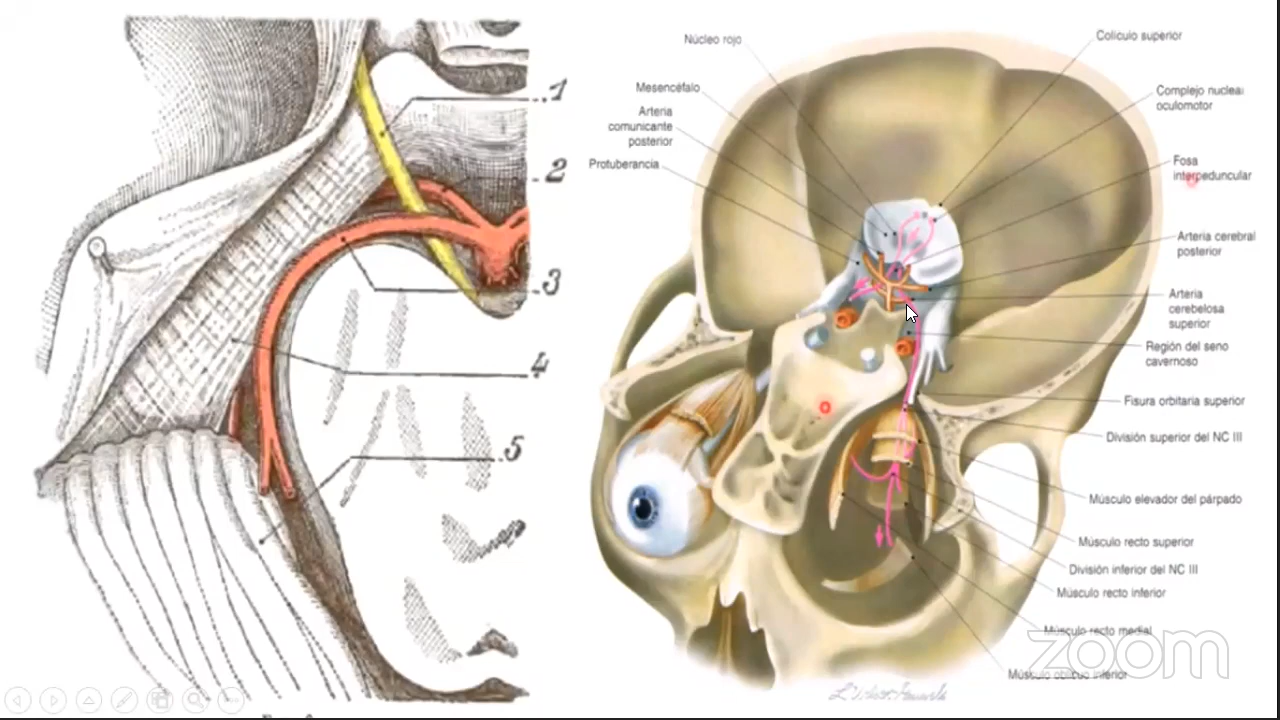 1
2
3
4
5
Núcleo rojo
Mesencéfalo
Arteria
comunicante
posterior
Protuberancia
Colículo superior
Complejo nuclear
oculomotor
Fosa
interpeduncular
Arteria cerebral
posterior
Arteria
cerebelosa
superior
Región del seno
cavernoso
Fisura orbitaria superior
División superior del NC III
Músculo elevador del párpado
Músculo recto superior
División inferior del NC III
Músculo recto inferior
Músculo recto medial
Músculo oblicuo inferior
zoom